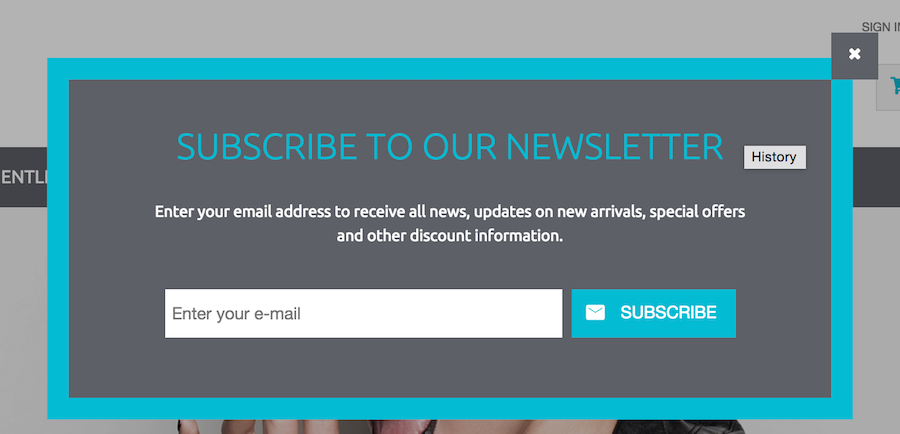 SIGN IN
SUBSCRIBE TO OUR NEWSLETTER
History
ENTL
Enter your email address to receive all news, updates on new arrivals, special offers
and other discount information.
Enter your e-mail
SUBSCRIBE